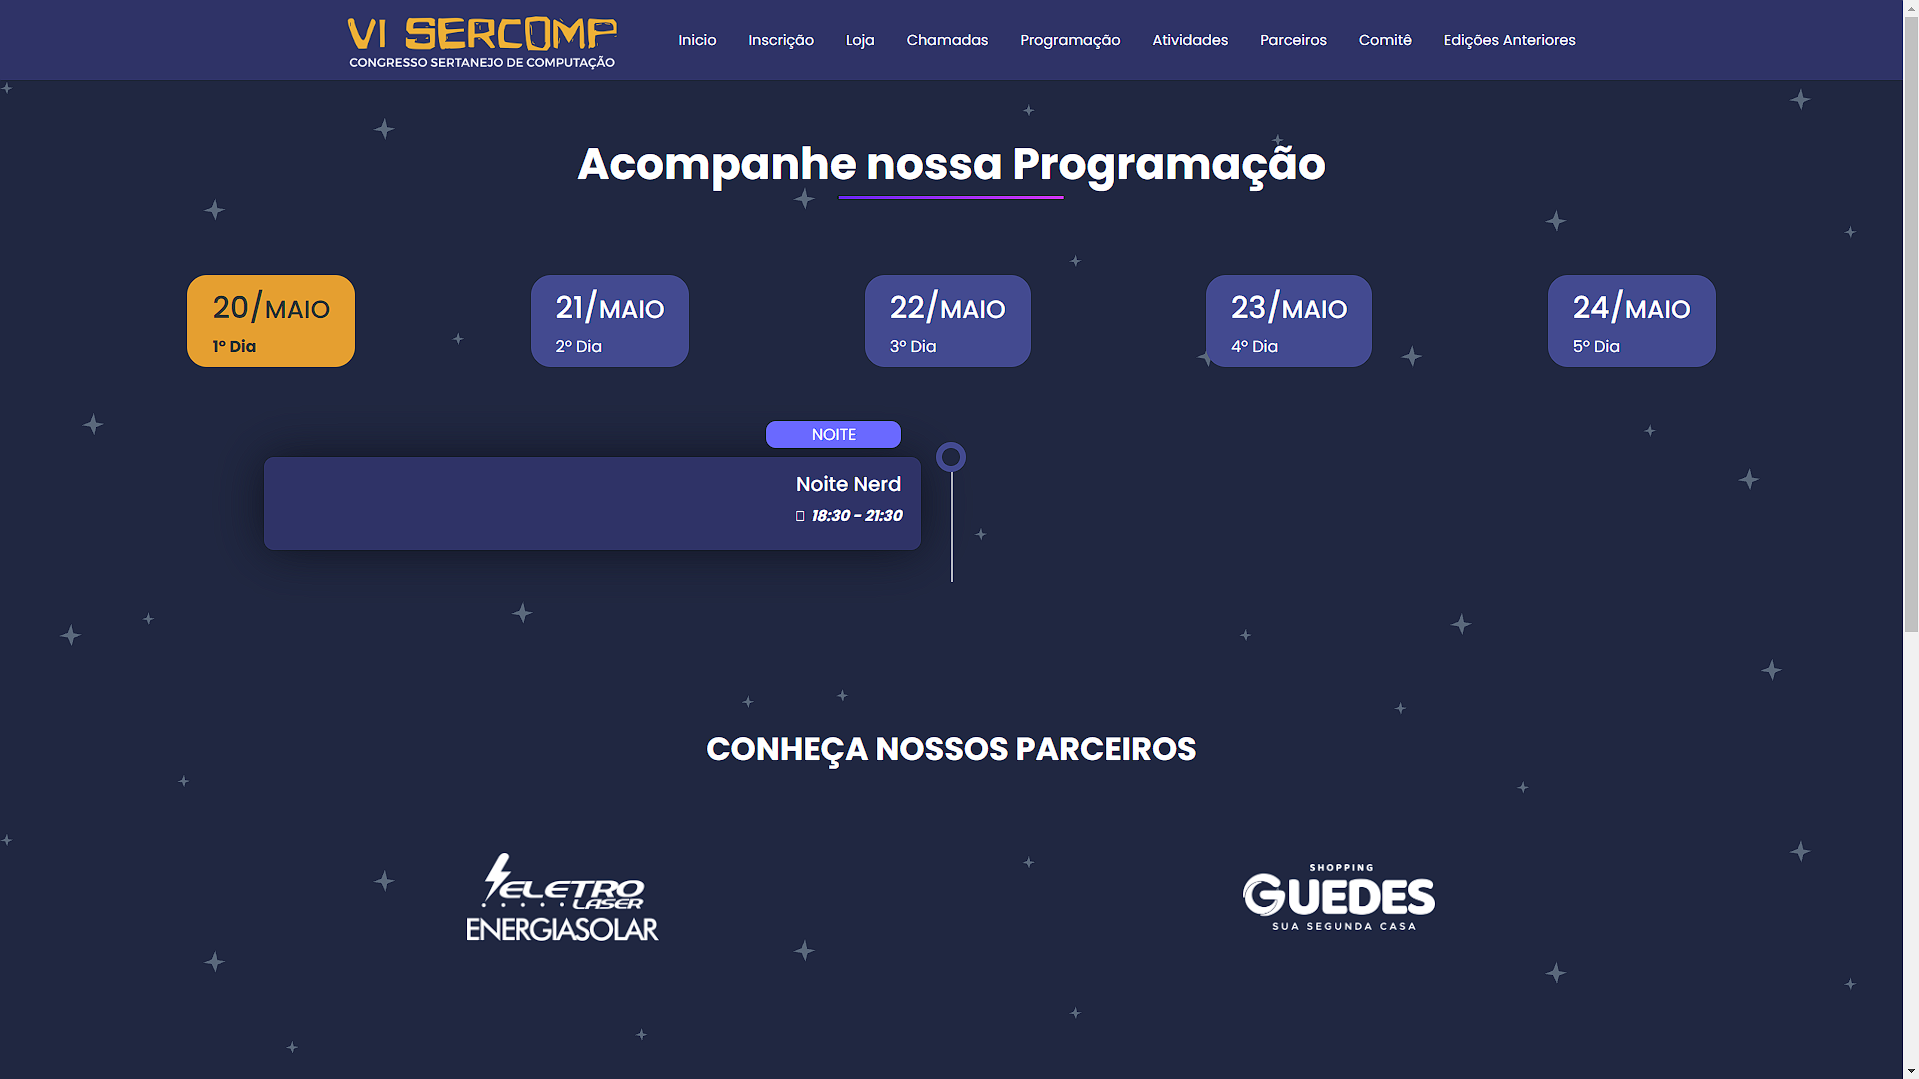 VI SERCOMP
CONGRESSO SERTANEJO DE COMPUTAÇÃO
Inicio Inscrição Loja Chamadas Programação Atividades Parceiros Comitê Edições Anteriores
Acompanhe nossa Programação
20/MAIO
1º Dia
21/MAIO
2º Dia
22/MAIO
3º Dia
23/MAIO
4º Dia
24/MAIO
5º Dia
NOITE
Noite Nerd
18:30 - 21:30
CONHEÇA NOSSOS PARCEIROS
ELETRO
LASER
ENERGIASOLAR
SHOPPING
GUEDES
SUA SEGUNDA CASA